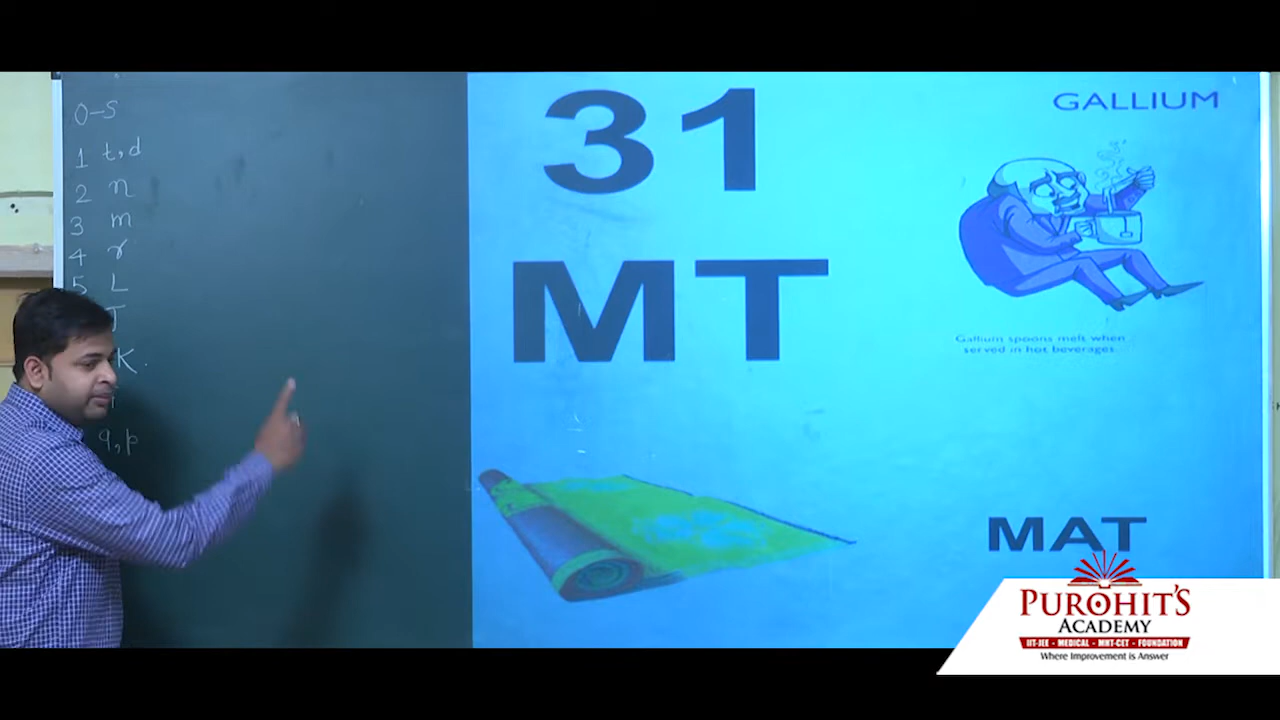 0-S
1 t,d
2 n
3 m
4 r
5 L
K.
q,p
31
MT
GALLIUM
Gallium spoons melt when
served in hot beverages.
MAT
PUROHIT'S
ACADEMY
IIT-JEE - MEDICAL - MHT-CET - FOUNDATION
Where Improvement is Answer